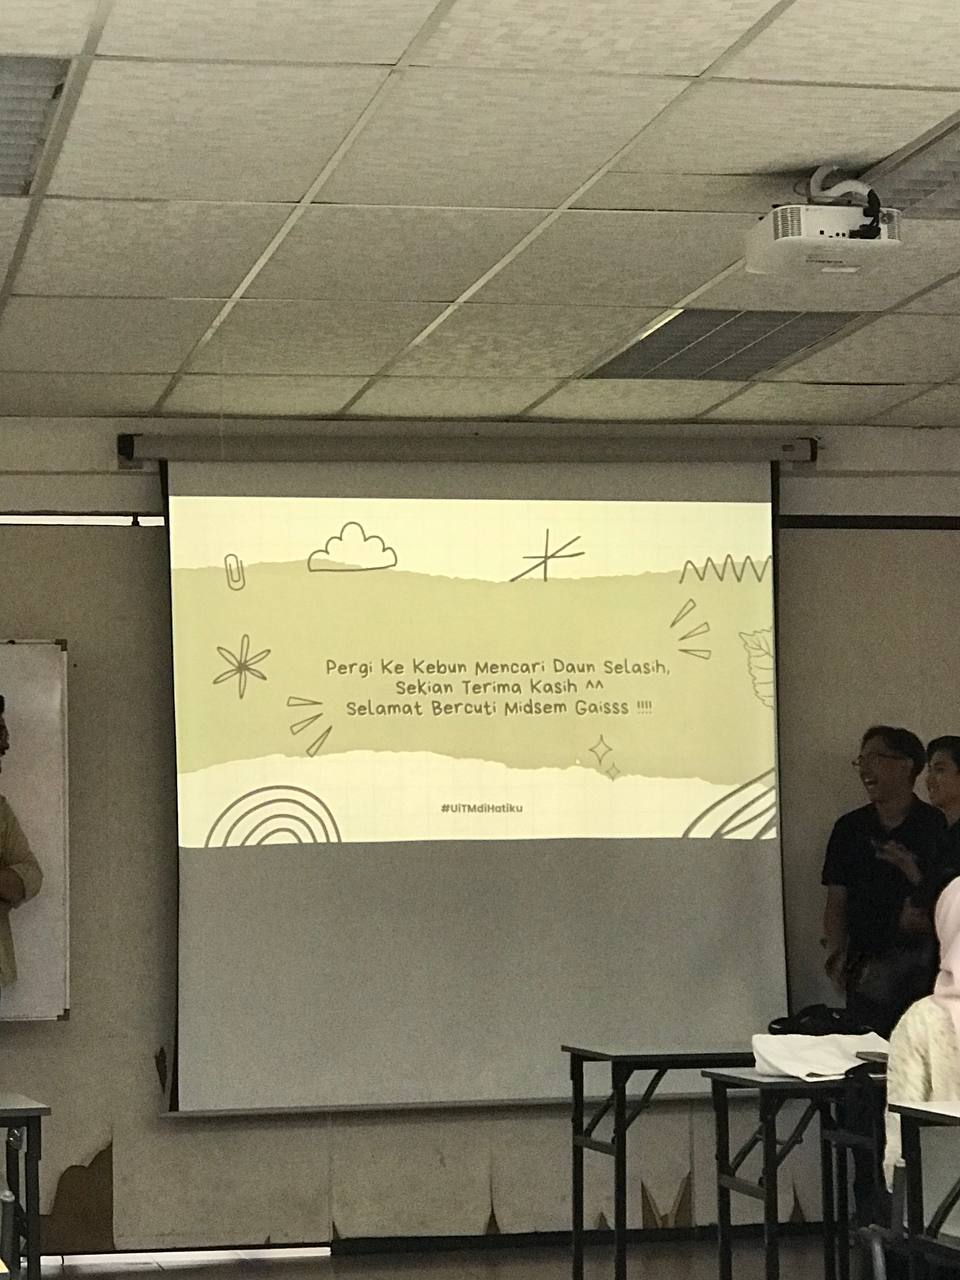 Pergi Ke Kebun Mencari Daun Selasih,
Sekian Terima Kasih ^^
Selamat Bercuti Midsem Gaisss !!!!
#UiTMdiHatiku